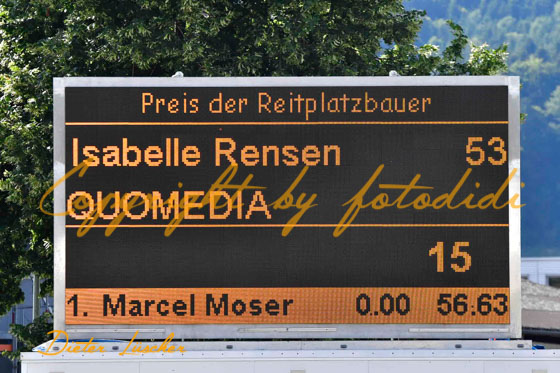 Preis der Reitplatzbauer
Isabelle Rensen 53
Copyright by fotodidi
QUOMEDIA
15
1. Marcel Moser 0.00 56.63
Dieter Luscher